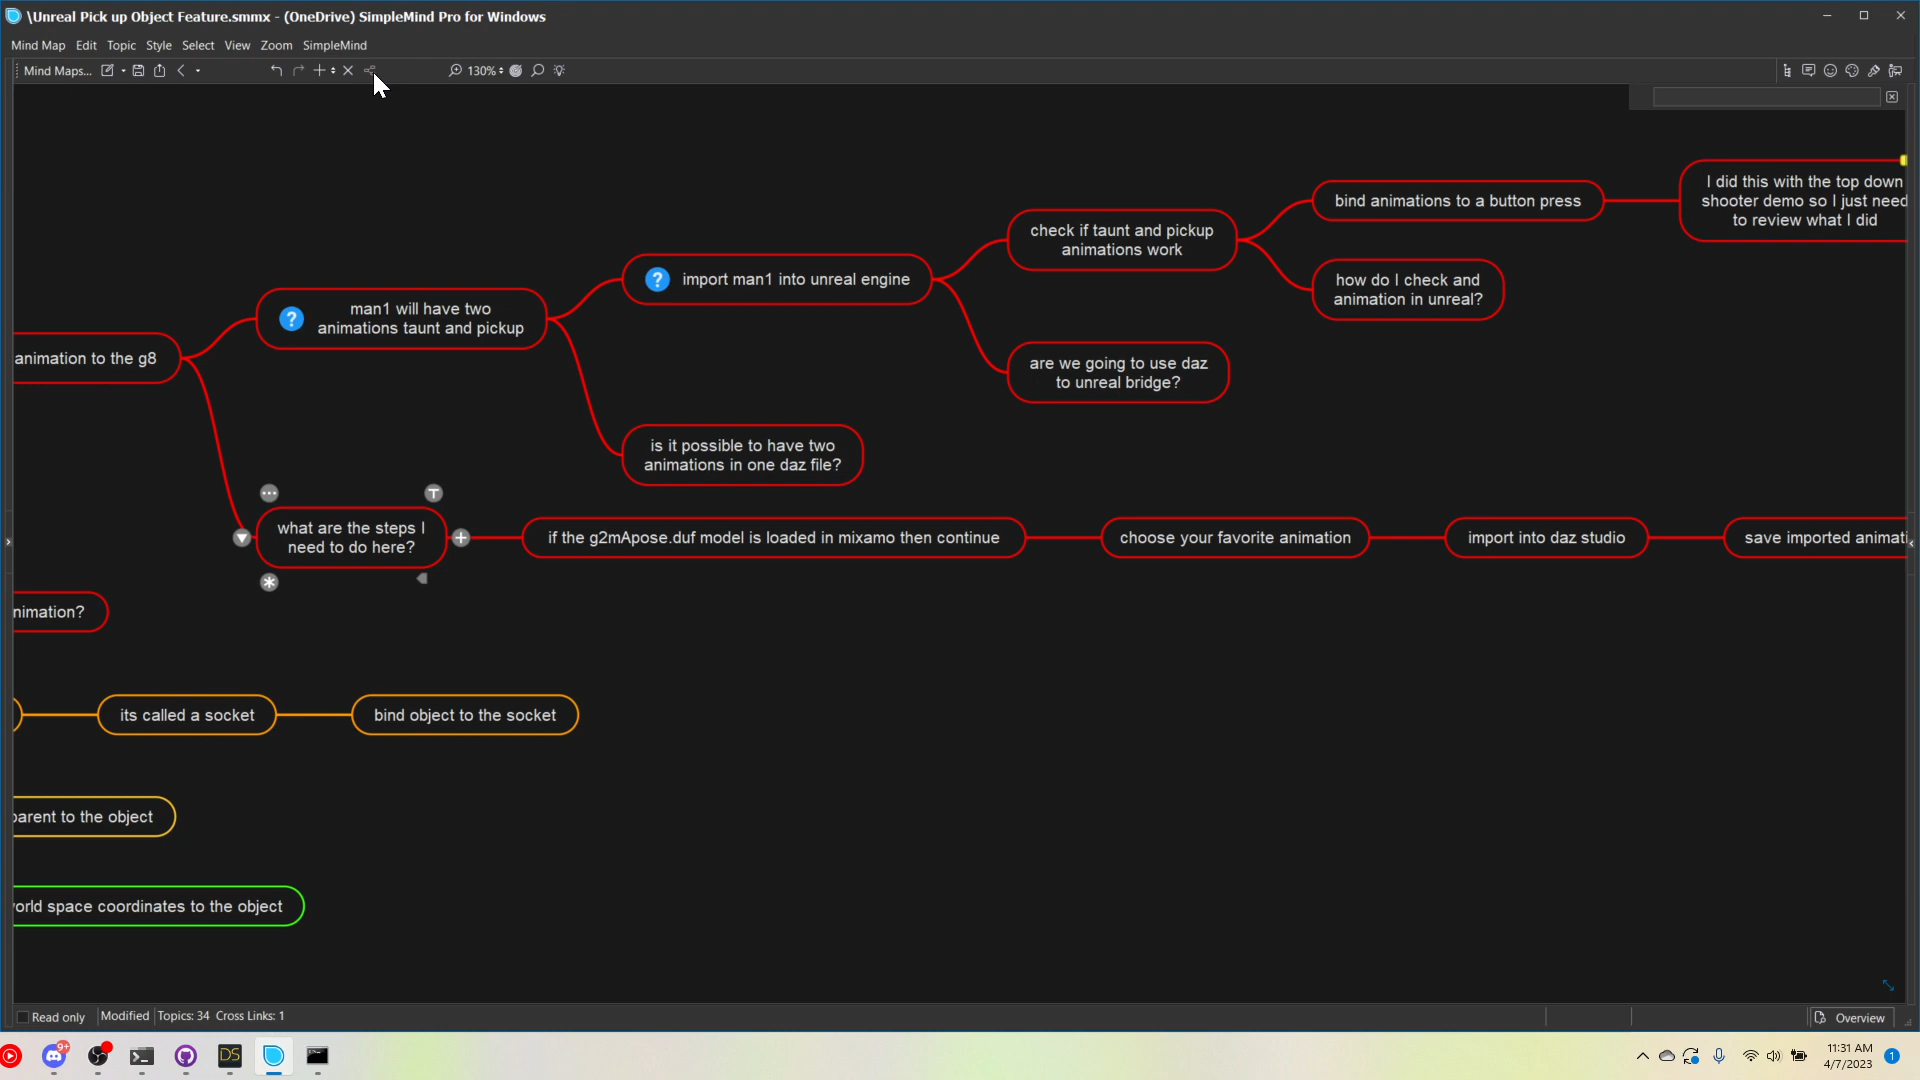 \Unreal Pick up Object Feature.smmx - (OneDrive) SimpleMind Pro for Windows
Mind Map Edit Topic Style Select View Zoom SimpleMind
Mind Maps...
130%
I did this with the top down
shooter demo so I just need
to review what I did
bind animations to a button press
check if taunt and pickup
animations work
how do I check and
animation in unreal?
? import man1 into unreal engine
? man1 will have two
animations taunt and pickup
animation to the g8
are we going to use daz
to unreal bridge?
is it possible to have two
animations in one daz file?
what are the steps I
need to do here?
if the g2mApose.duf model is loaded in mixamo then continue
choose your favorite animation
import into daz studio
save imported animati
nimation?
its called a socket
bind object to the socket
parent to the object
orld space coordinates to the object
Read only Modified Topics: 34 Cross Links: 1
Overview
9+
DS
11:31 AM
4/7/2023
1